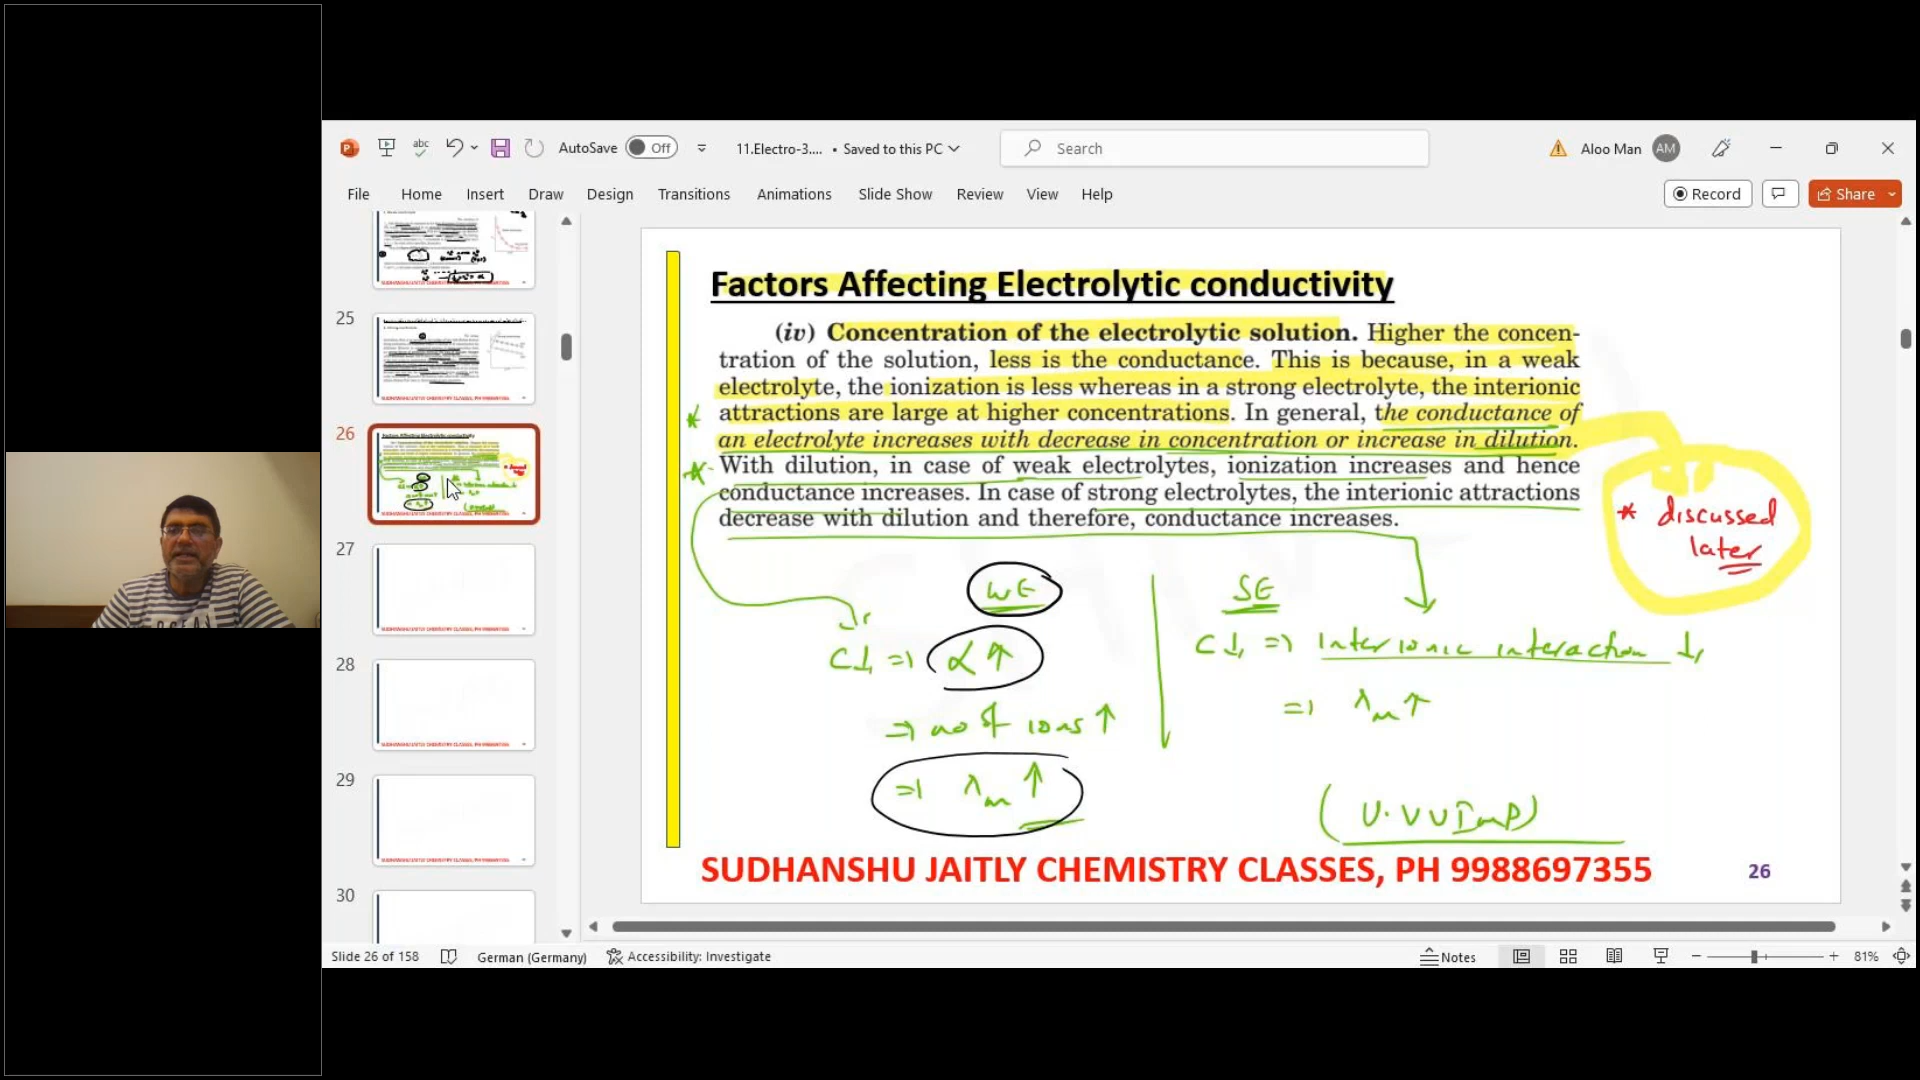 AutoSave Off 11.Electro-3.... • Saved to this PC Search Aloo Man AM
File Home Insert Draw Design Transitions Animations Slide Show Review View Help Record Share
25
26
27
28
29
30
Factors Affecting Electrolytic conductivity
(iv) Concentration of the electrolytic solution. Higher the concen-
tration of the solution, less is the conductance. This is because, in a weak
electrolyte, the ionization is less whereas in a strong electrolyte, the interionic
attractions are large at higher concentrations. In general, the conductance of
an electrolyte increases with decrease in concentration or increase in dilution.
With dilution, in case of weak electrolytes, ionization increases and hence
conductance increases. In case of strong electrolytes, the interionic attractions
decrease with dilution and therefore, conductance increases.
* discussed
later
WE
C↓ => α ↑
=> no of ions ↑
=> λm ↑
SE
C↓ => Interionic interaction ↓
=> λm ↑
(V.VVImp)
SUDHANSHU JAITLY CHEMISTRY CLASSES, PH 9988697355 26
Slide 26 of 158 German (Germany) Accessibility: Investigate Notes 81%